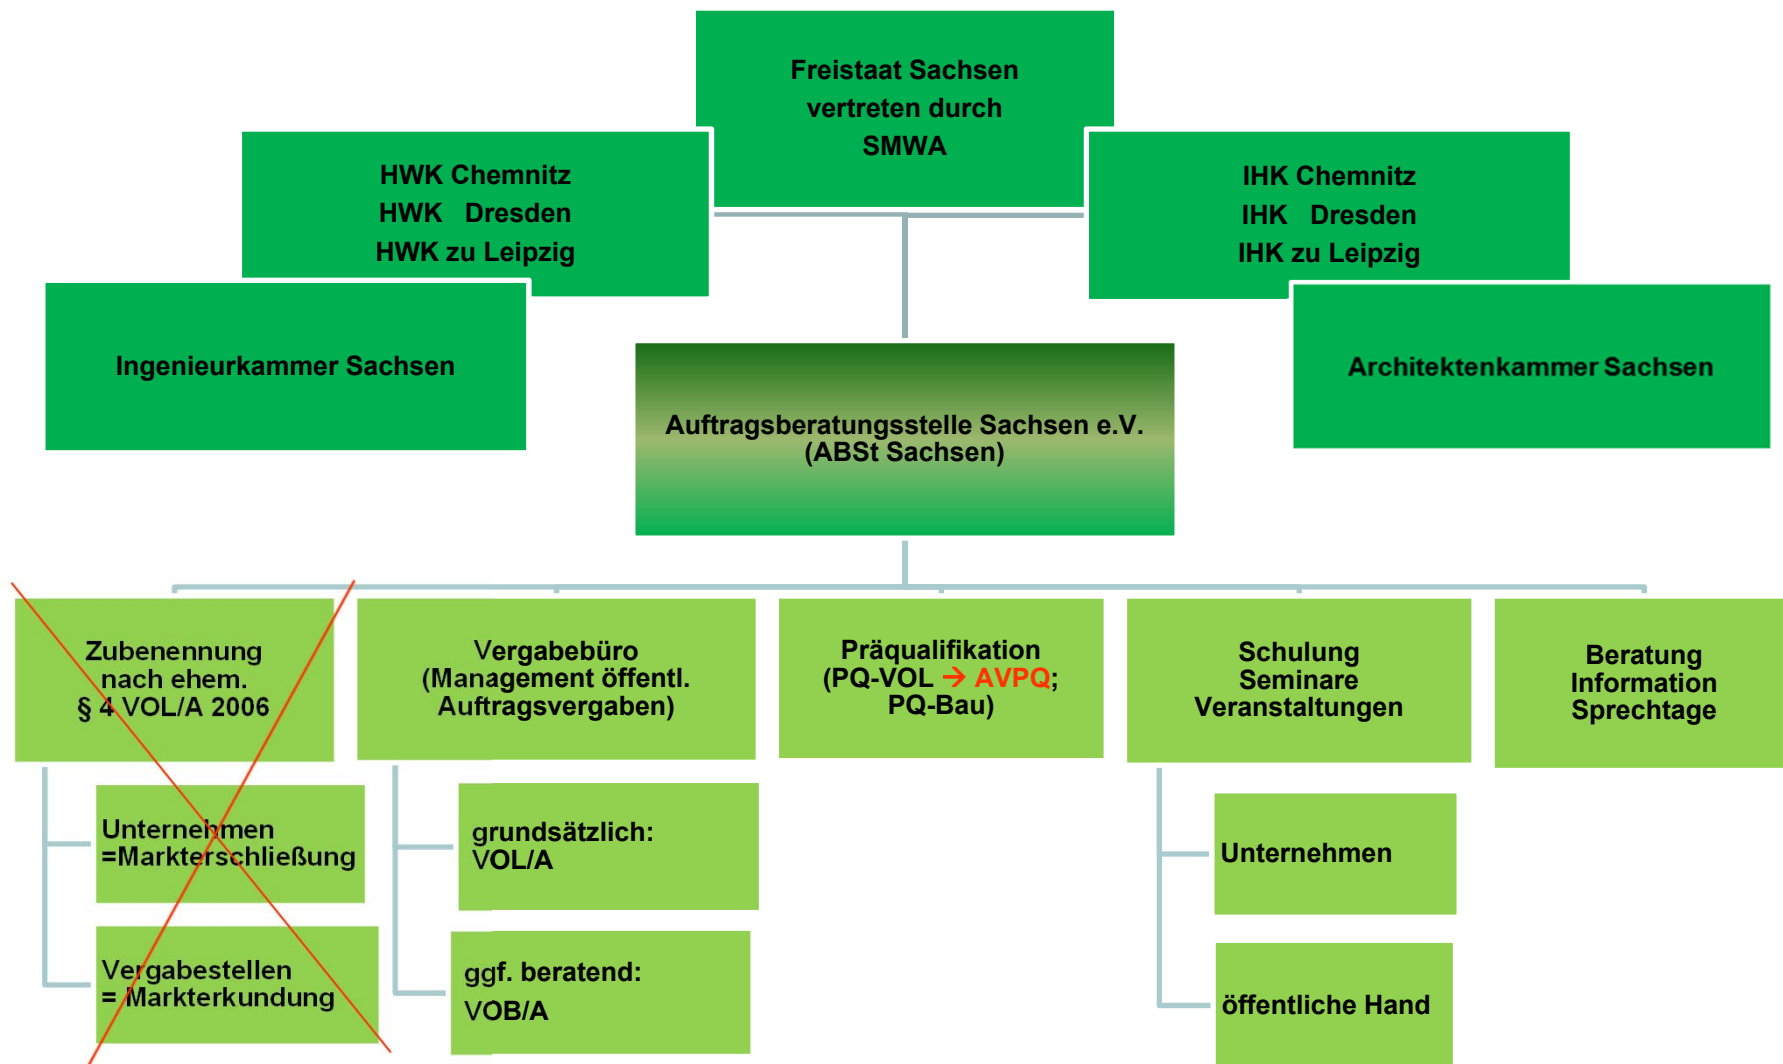 Freistaat Sachsen
vertreten durch
SMWA
HWK Chemnitz
HWK Dresden
HWK zu Leipzig
IHK Chemnitz
IHK Dresden
IHK zu Leipzig
Ingenieurkammer Sachsen
Architektenkammer Sachsen
Auftragsberatungsstelle Sachsen e.V.
(ABSt Sachsen)
Zubenennung
nach ehem.
§ 4 VOL/A 2006
Unternehmen
=Markterschließung
Vergabestellen
= Markterkundung
Vergabebüro
(Management öffentl.
Auftragsvergaben)
grundsätzlich:
VOL/A
ggf. beratend:
VOB/A
Präqualifikation
(PQ-VOL → AVPQ;
PQ-Bau)
Schulung
Seminare
Veranstaltungen
Unternehmen
öffentliche Hand
Beratung
Information
Sprechtage